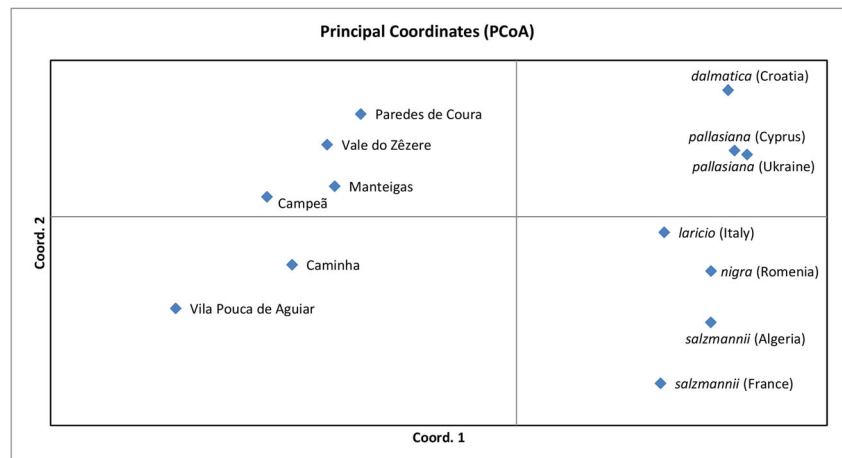 Principal Coordinates (PCoA)
dalmatica (Croatia)
Paredes de Coura
pallasiana (Cyprus)
Vale do Zêzere
pallasiana (Ukraine)
Manteigas
Campeã
laricio (Italy)
Coord. 2
Caminha
nigra (Romenia)
Vila Pouca de Aguiar
salzmannii (Algeria)
salzmannii (France)
Coord. 1